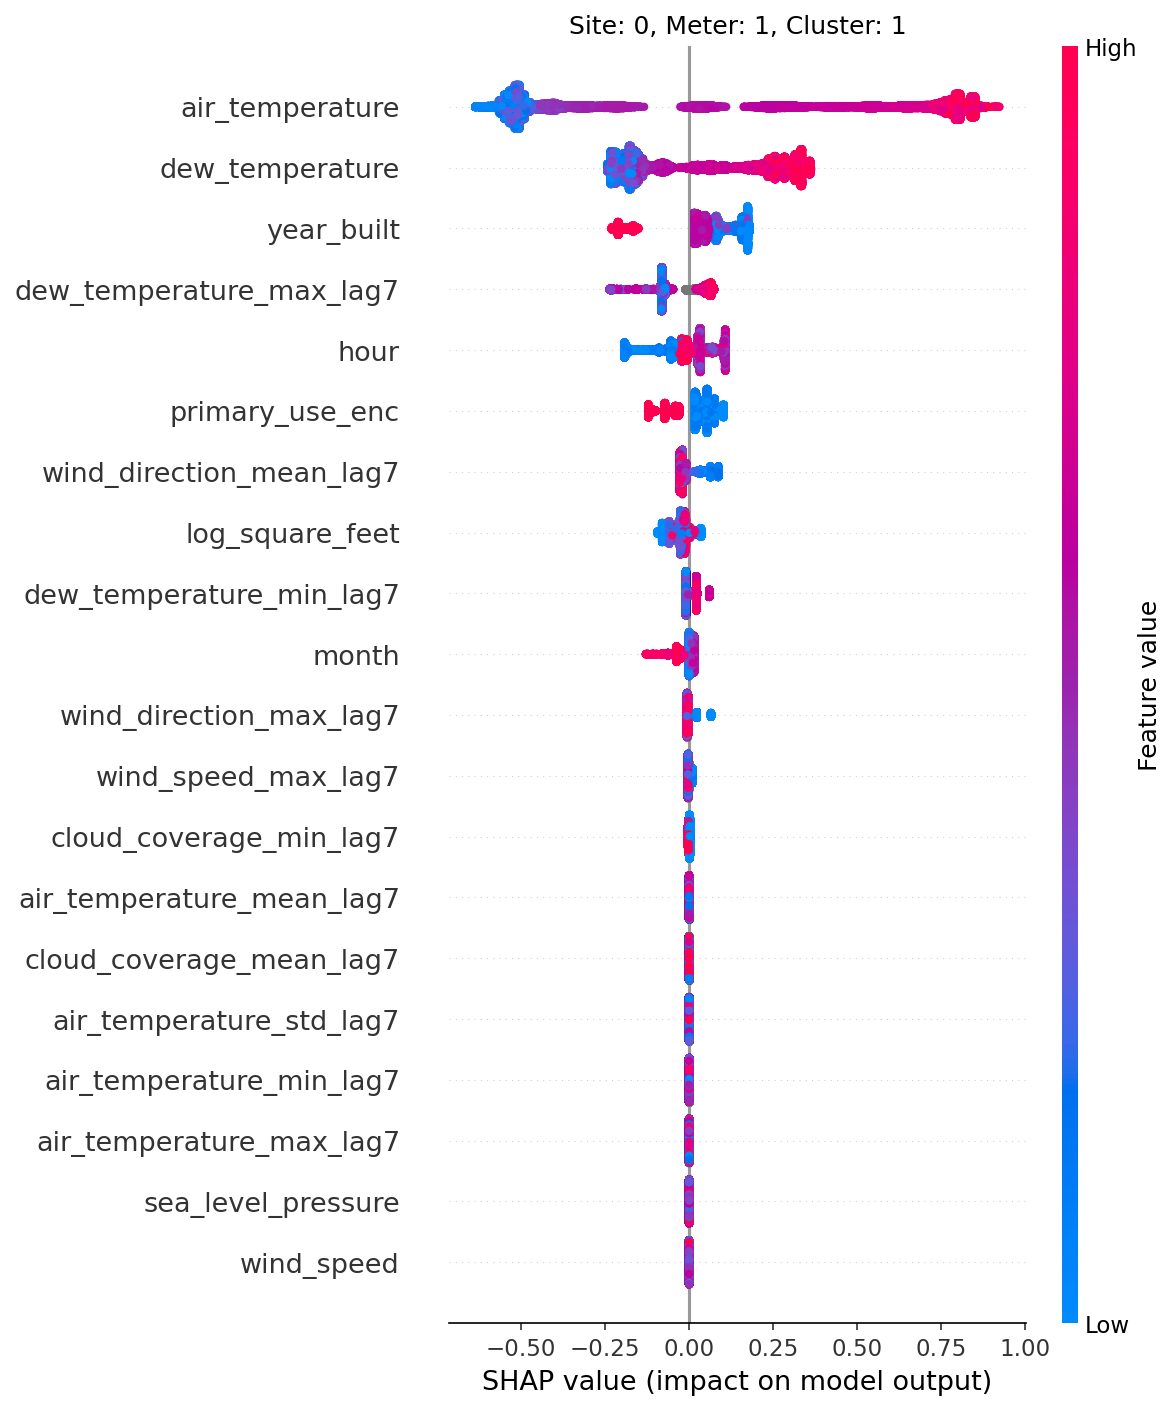 Site: 0, Meter: 1, Cluster: 1
High
air_temperature
dew_temperature
year_built
dew_temperature_max_lag7
hour
primary_use_enc
wind_direction_mean_lag7
log_square_feet
dew_temperature_min_lag7
month
wind_direction_max_lag7
wind_speed_max_lag7
cloud_coverage_min_lag7
air_temperature_mean_lag7
cloud_coverage_mean_lag7
air_temperature_std_lag7
air_temperature_min_lag7
air_temperature_max_lag7
sea_level_pressure
wind_speed
Feature value
Low
−0.50 −0.25 0.00 0.25 0.50 0.75 1.00
SHAP value (impact on model output)